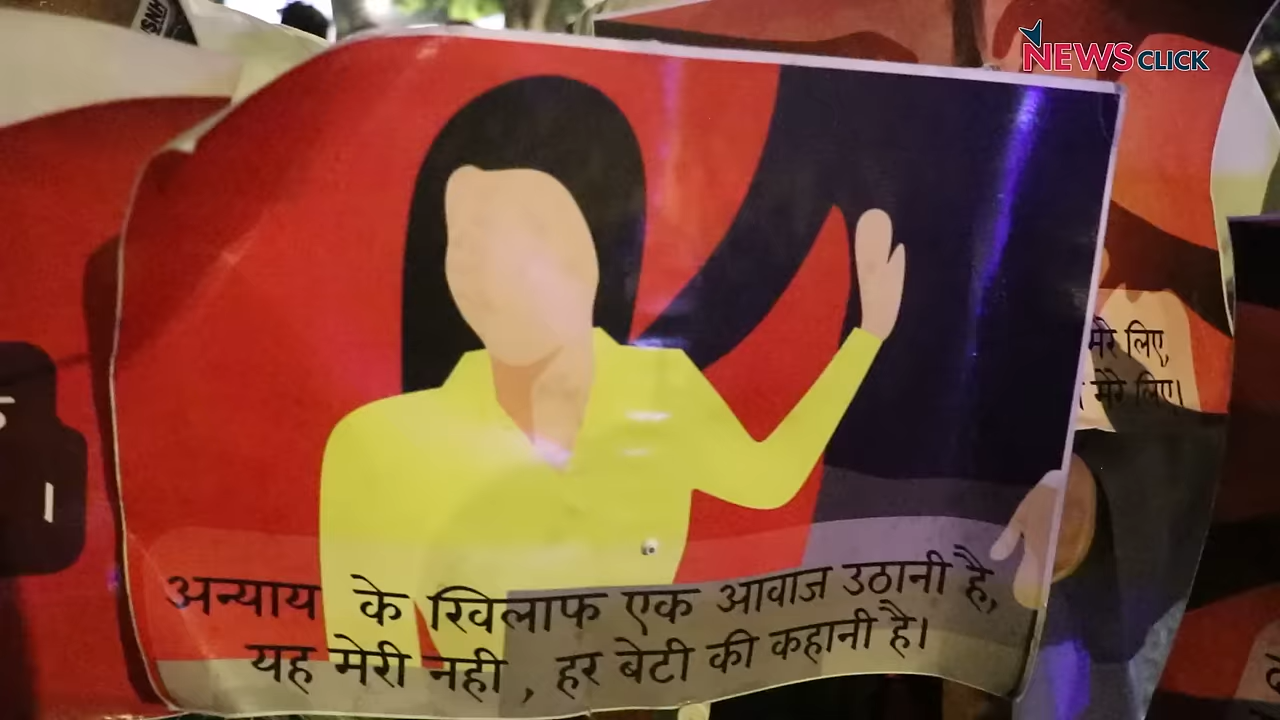 NEWSCLICK
अन्याय के खिलाफ एक आवाज उठानी है,
यह मेरी नही , हर बेटी की कहानी है।
मेरे लिए,
मेरे लिए।